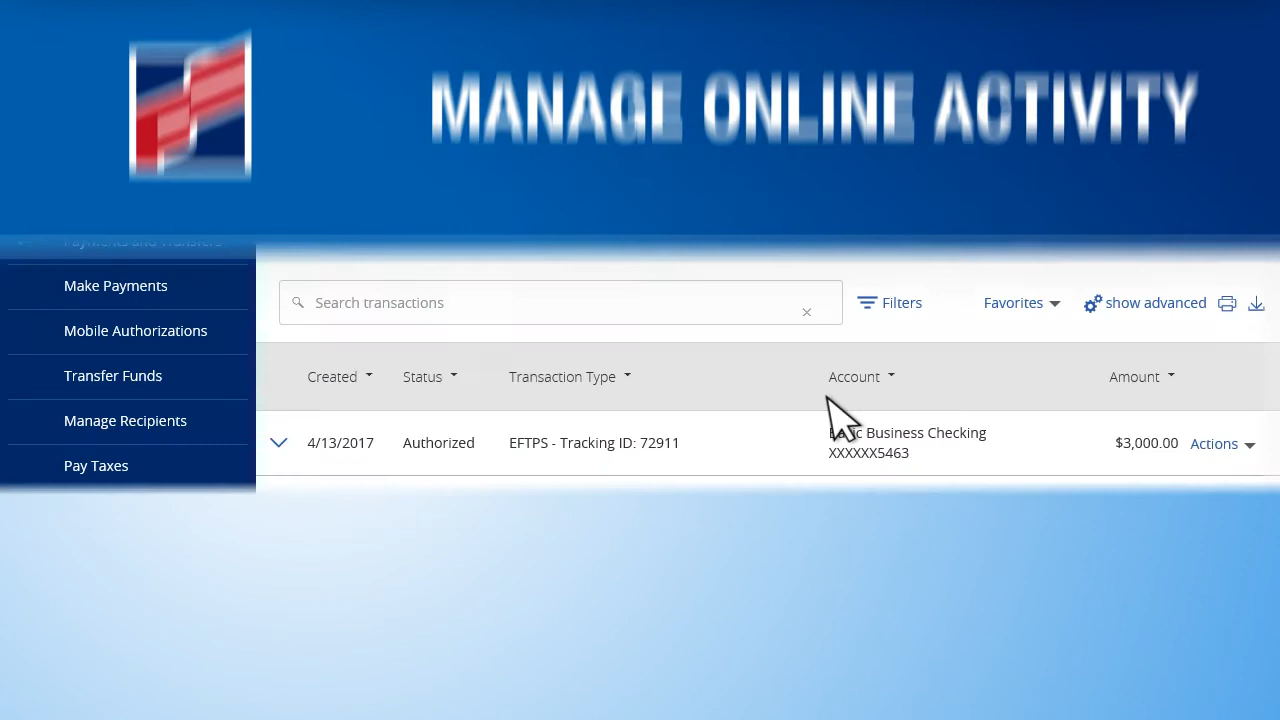 MANAGE ONLINE ACTIVITY
Payments and Transfers
Make Payments
Mobile Authorizations
Transfer Funds
Manage Recipients
Pay Taxes
Search transactions
Filters
Favorites
show advanced
Created Status Transaction Type Account Amount
4/13/2017 Authorized EFTPS - Tracking ID: 72911 Basic Business Checking $3,000.00 Actions
XXXXXX5463